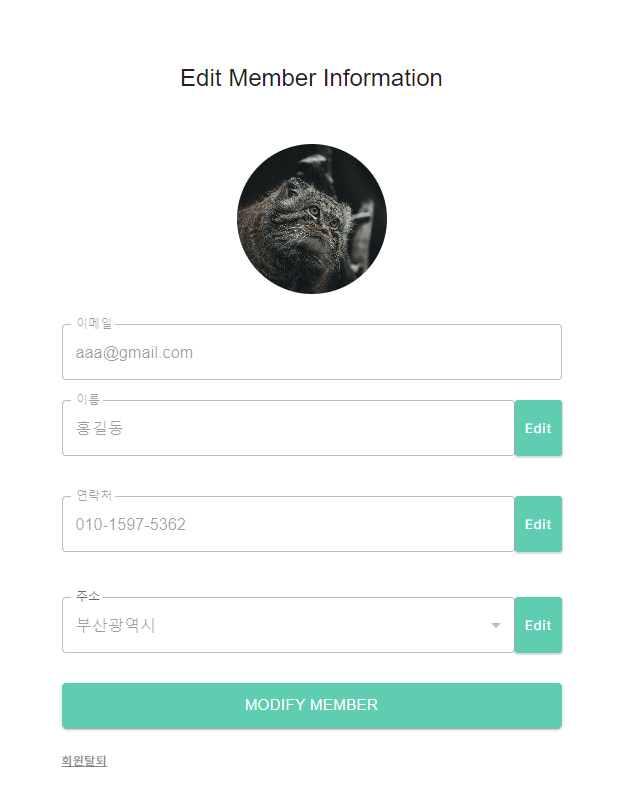 Edit Member Information
이메일
aaa@gmail.com
이름
홍길동
Edit
연락처
010-1597-5362
Edit
주소
부산광역시
Edit
MODIFY MEMBER
회원탈퇴